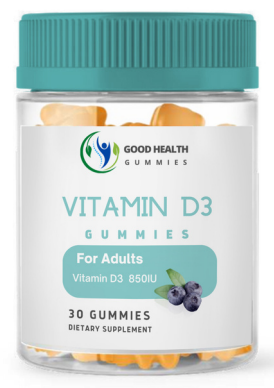 GOOD HEALTH
GUMMIES
VITAMIN D3
GUMMIES
For Adults
Vitamin D3 850IU
30 GUMMIES
DIETARY SUPPLEMENT